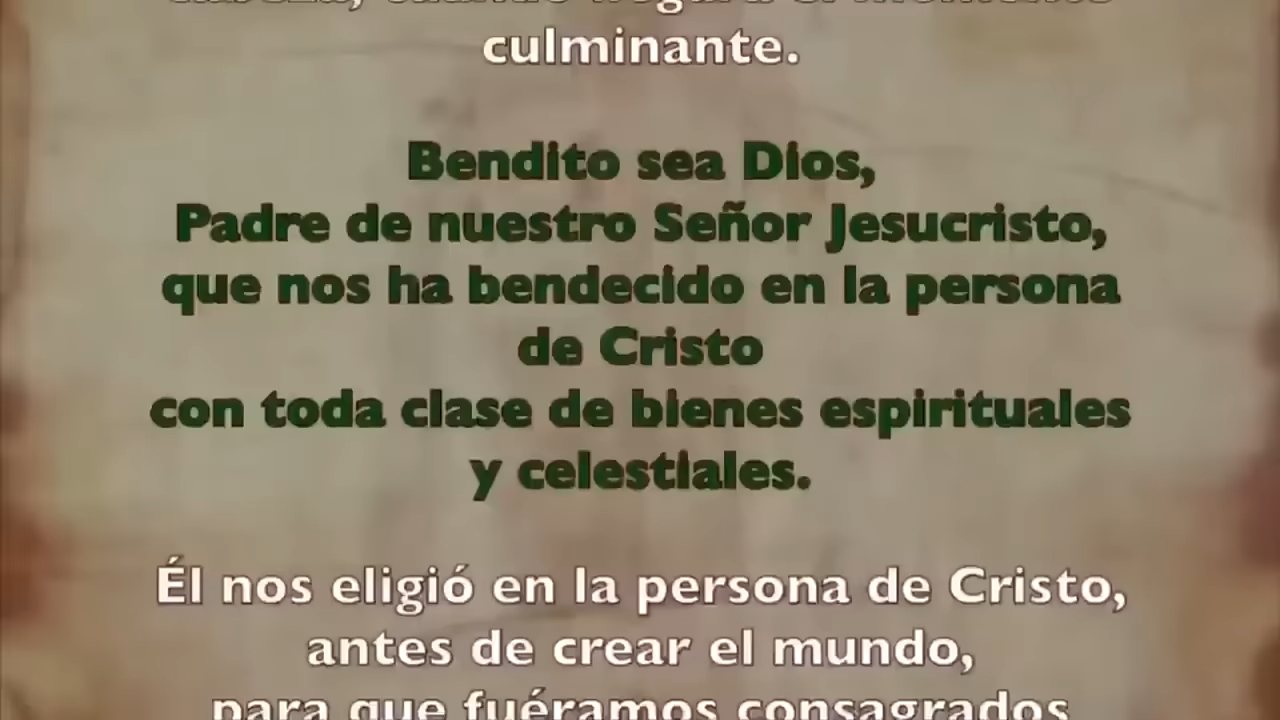 culminante.
Bendito sea Dios,
Padre de nuestro Señor Jesucristo,
que nos ha bendecido en la persona
de Cristo
con toda clase de bienes espirituales
y celestiales.
Él nos eligió en la persona de Cristo,
antes de crear el mundo,
para que fuéramos consagrados